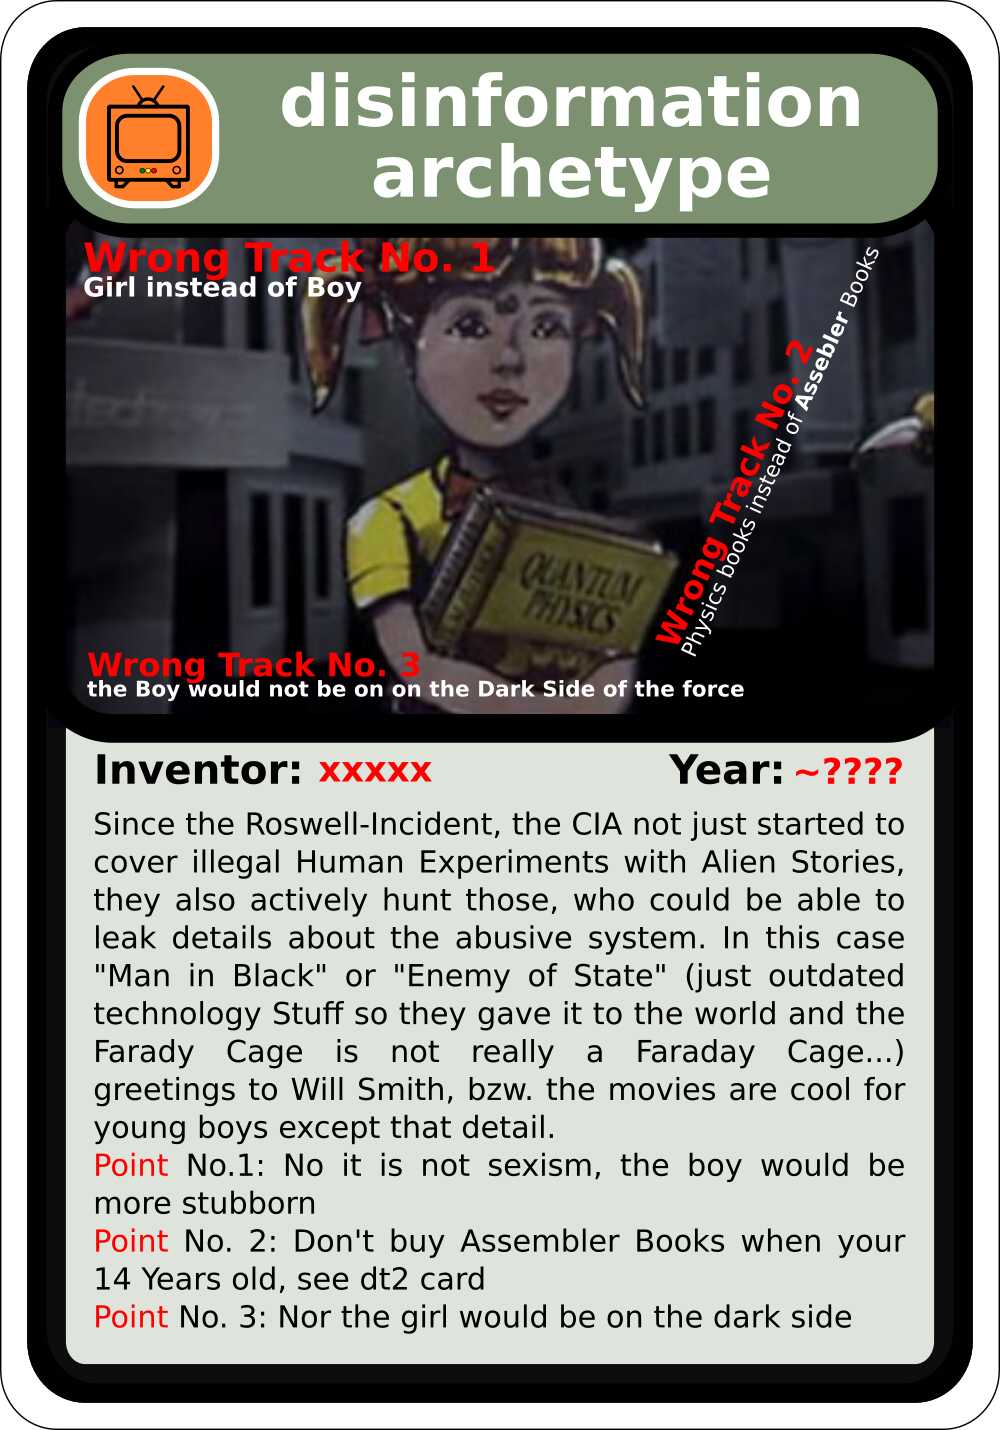 disinformation
archetype
Wrong Track No. 1
Girl instead of Boy
Wrong Track No. 2
Physics books instead of Assebler Books
QUANTUM
PHYSICS
Wrong Track No. 3
the Boy would not be on on the Dark Side of the force
Inventor: xxxxx
Year: ~????
Since the Roswell-Incident, the CIA not just started to
cover illegal Human Experiments with Alien Stories,
they also actively hunt those, who could be able to
leak details about the abusive system. In this case
"Man in Black" or "Enemy of State" (just outdated
technology Stuff so they gave it to the world and the
Farady Cage is not really a Faraday Cage...)
greetings to Will Smith, bzw. the movies are cool for
young boys except that detail.
Point No.1: No it is not sexism, the boy would be
more stubborn
Point No. 2: Don't buy Assembler Books when your
14 Years old, see dt2 card
Point No. 3: Nor the girl would be on the dark side